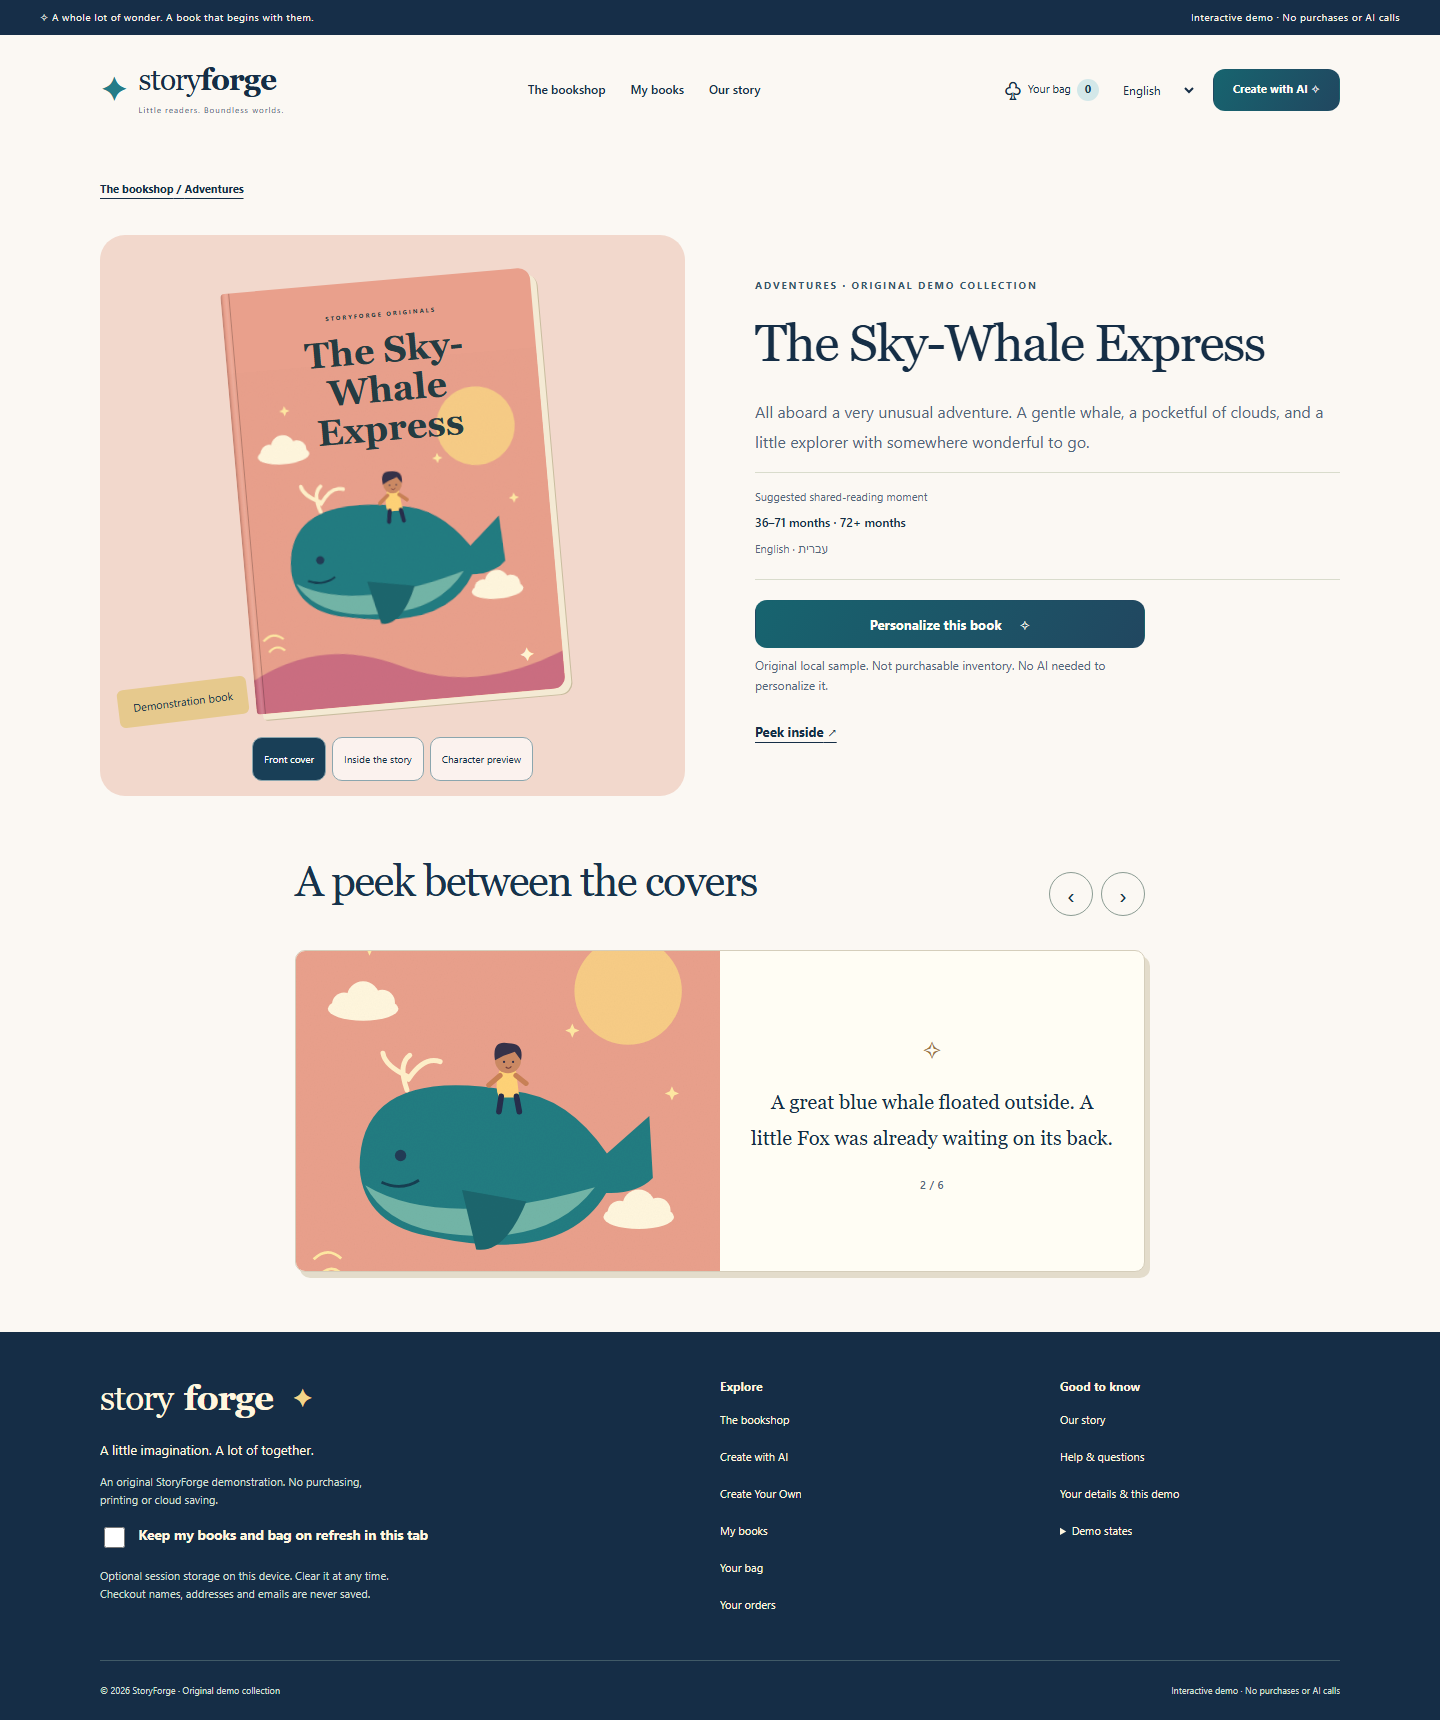 ✧ A whole lot of wonder. A book that begins with them.
Interactive demo · No purchases or AI calls
storyforge
Little readers. Boundless worlds.
The bookshop
My books
Our story
Your bag 0
English
Create with AI ✧
The bookshop / Adventures
STORYFORGE ORIGINALS
The Sky-
Whale
Express
Demonstration book
Front cover
Inside the story
Character preview
ADVENTURES · ORIGINAL DEMO COLLECTION
The Sky-Whale Express
All aboard a very unusual adventure. A gentle whale, a pocketful of clouds, and a
little explorer with somewhere wonderful to go.
Suggested shared-reading moment
36–71 months · 72+ months
English · עברית
Personalize this book ✧
Original local sample. Not purchasable inventory. No AI needed to
personalize it.
Peek inside ↗
A peek between the covers
‹ ›
✧
A great blue whale floated outside. A
little Fox was already waiting on its back.
2 / 6
story forge ✦
A little imagination. A lot of together.
An original StoryForge demonstration. No purchasing,
printing or cloud saving.
Keep my books and bag on refresh in this tab
Optional session storage on this device. Clear it at any time.
Checkout names, addresses and emails are never saved.
Explore
The bookshop
Create with AI
Create Your Own
My books
Your bag
Your orders
Good to know
Our story
Help & questions
Your details & this demo
▶ Demo states
© 2026 StoryForge · Original demo collection
Interactive demo · No purchases or AI calls